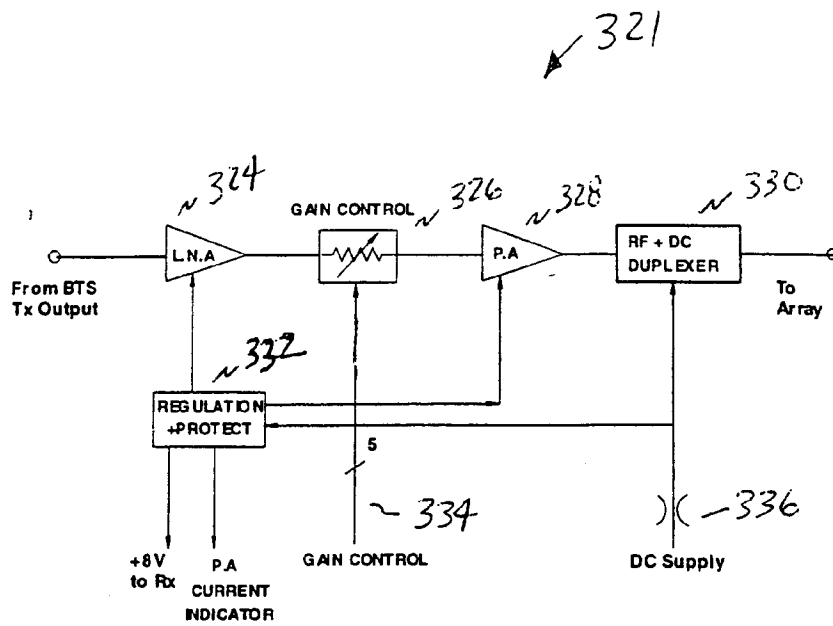 321
324
326
328
330
GAIN CONTROL
L.N.A
P.A
RF + DC
DUPLEXER
From BTS
Tx Output
To
Array
332
REGULATION
+PROTECT
5
334
336
+8V
to Rx
P.A
CURRENT
INDICATOR
GAIN CONTROL
DC Supply